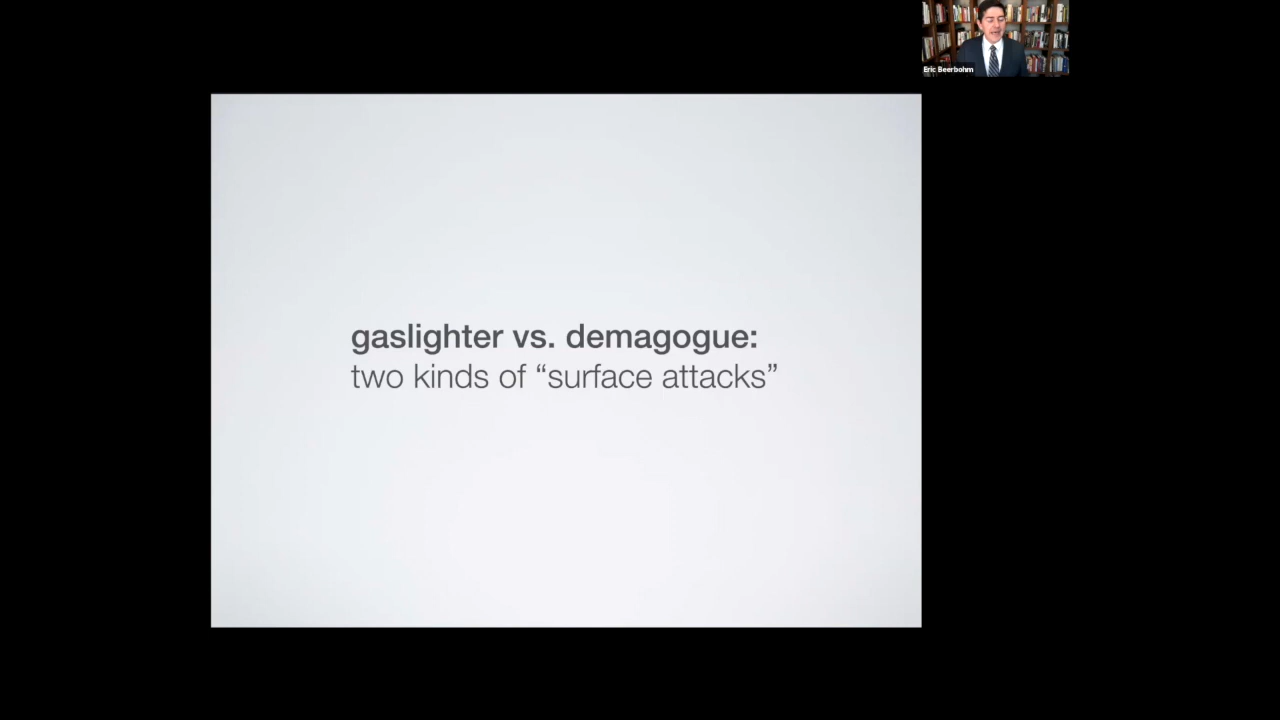 Eric Beerbohm
gaslighter vs. demagogue:
two kinds of “surface attacks”